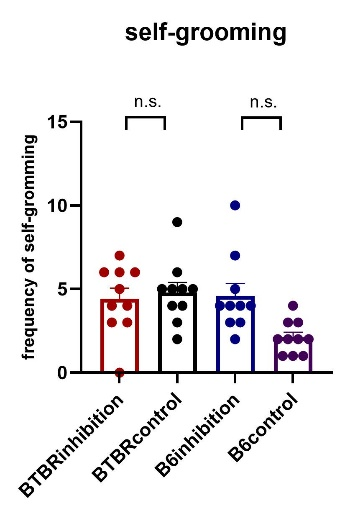 self-grooming
n.s.
n.s.
frequency of self-gromming
15
10
5
0
BTBRinhibition
BTBRcontrol
B6inhibition
B6control